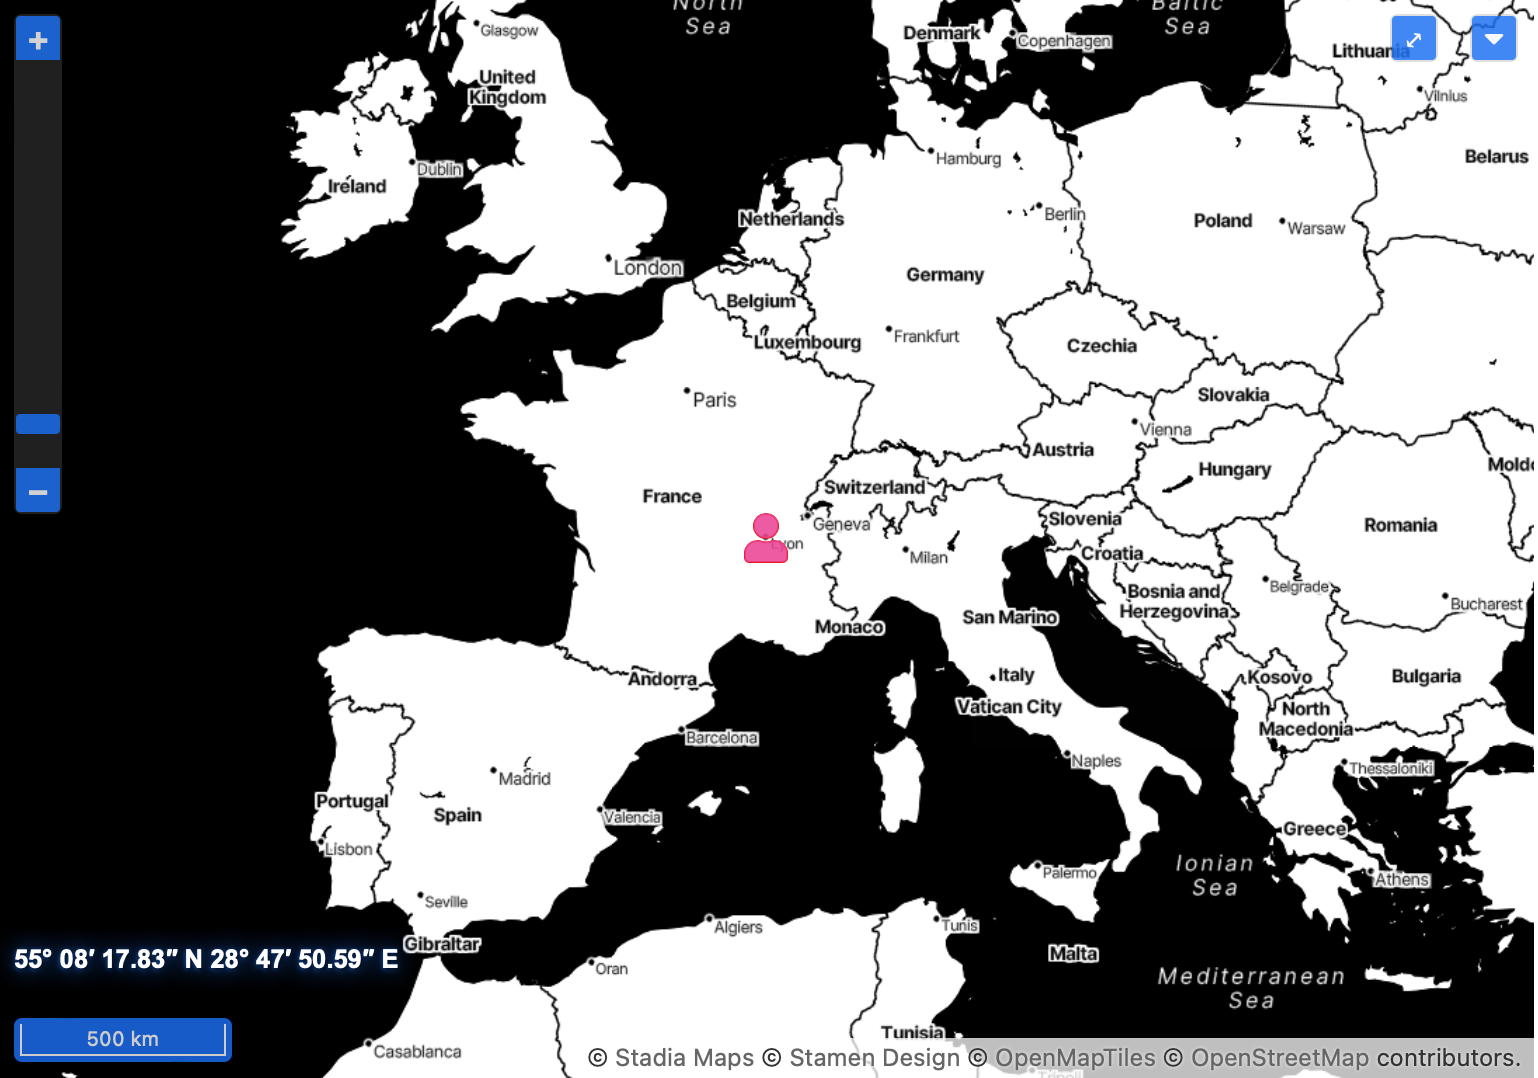 North
Sea
Baltic
Sea
Glasgow
Denmark
Copenhagen
Lithuania
United
Kingdom
Vilnius
Hamburg
Belarus
Dublin
Ireland
Netherlands
Berlin
Poland
Warsaw
London
Germany
Belgium
Frankfurt
Luxembourg
Czechia
Paris
Slovakia
Vienna
Austria
Hungary
Switzerland
France
Geneva
Slovenia
Romania
Lyon
Milan
Croatia
Bosnia and
Herzegovina
Belgrade
Bucharest
San Marino
Monaco
Andorra
Italy
Kosovo
Bulgaria
Vatican City
North
Macedonia
Barcelona
Naples
Thessaloniki
Madrid
Portugal
Spain
Valencia
Greece
Lisbon
Ionian
Sea
Palermo
Athens
Seville
Algiers
Tunis
Gibraltar
Malta
55° 08′ 17.83″ N 28° 47′ 50.59″ E
Oran
Mediterranean
Sea
Tunisia
500 km
Casablanca
© Stadia Maps © Stamen Design © OpenMapTiles © OpenStreetMap contributors.